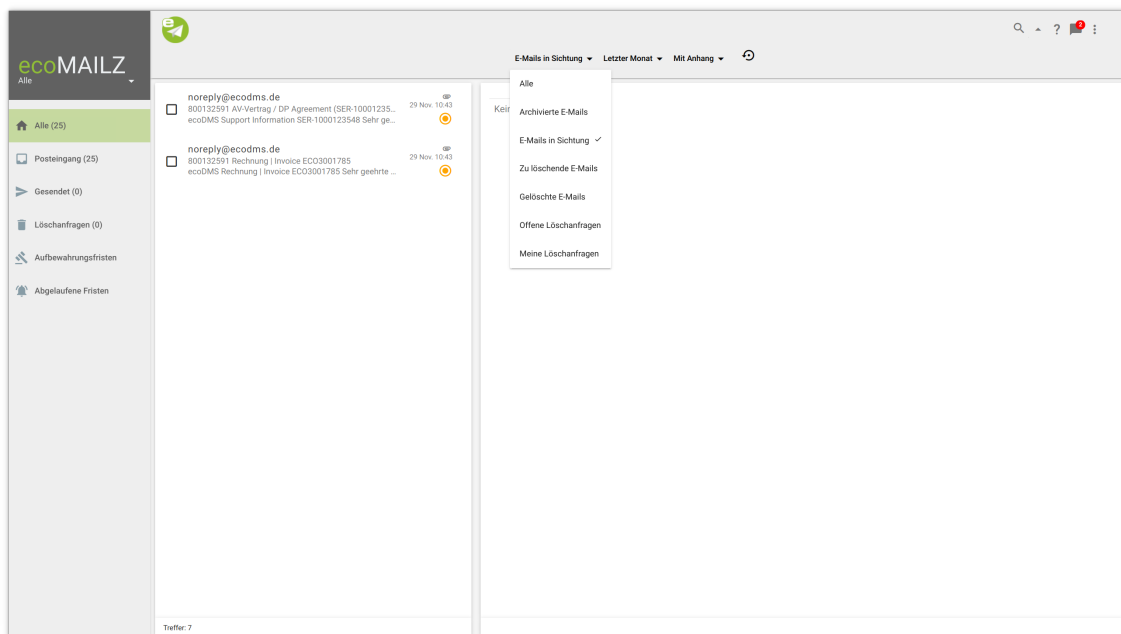 e
?
2
ecoMAILZ
Alle
E-Mails in Sichtung
Letzter Monat
Mit Anhang
Alle (25)
Posteingang (25)
Gesendet (0)
Löschanfragen (0)
Aufbewahrungsfristen
Abgelaufene Fristen
noreply@ecodms.de
29 Nov. 10:43
800132591 AV-Vertrag / DP Agreement (SER-10001235...
ecoDMS Support Information SER-1000123548 Sehr ge...
noreply@ecodms.de
29 Nov. 10:43
800132591 Rechnung | Invoice ECO3001785
ecoDMS Rechnung | Invoice ECO3001785 Sehr geehrte ...
Kein
Alle
Archivierte E-Mails
E-Mails in Sichtung
Zu löschende E-Mails
Gelöschte E-Mails
Offene Löschanfragen
Meine Löschanfragen
Treffer: 7